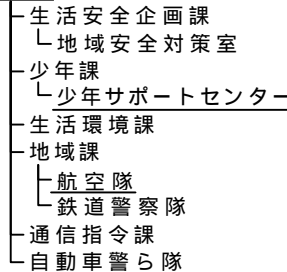 生活安全企画課
地域安全対策室
少年課
少年サポートセンター
生活環境課
地域課
航空隊
鉄道警察隊
通信指令課
自動車警ら隊